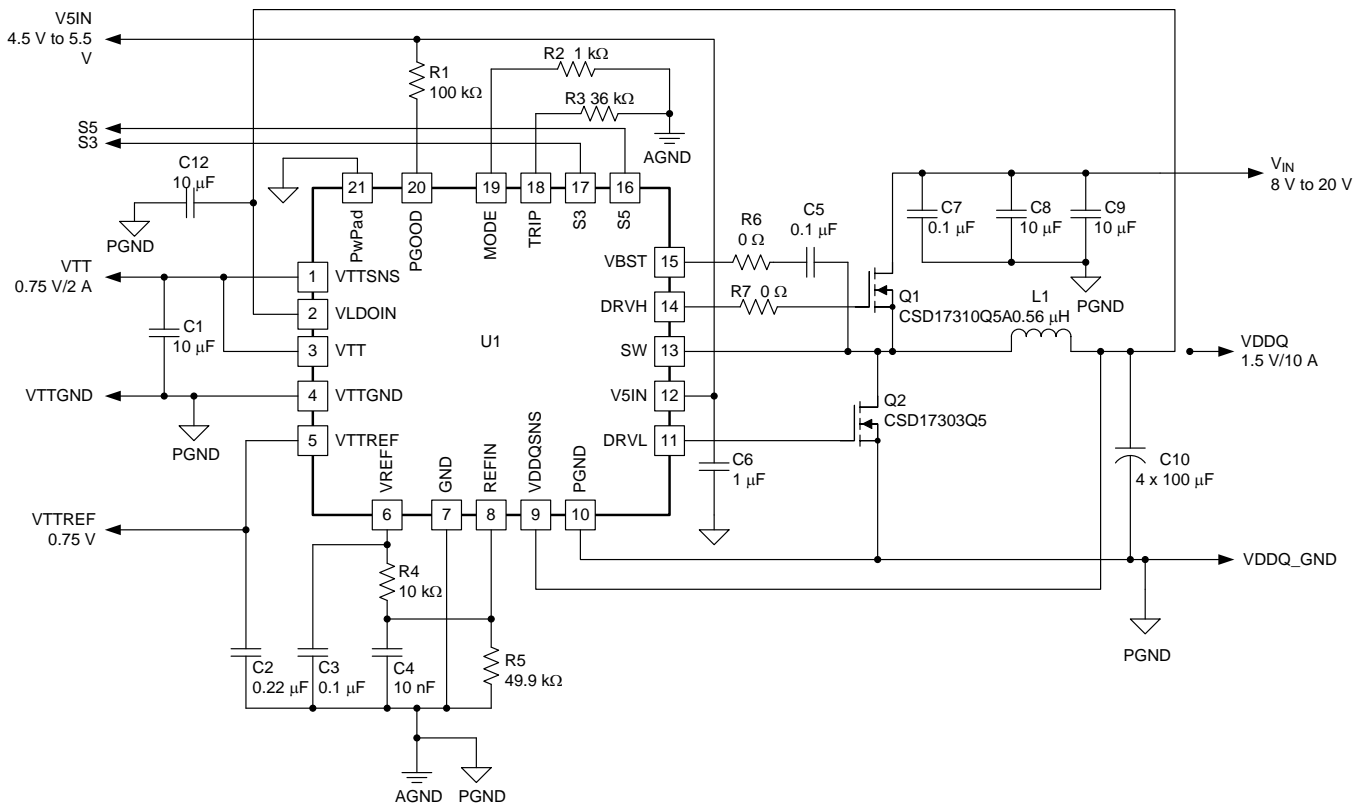 V5IN
4.5 V to 5.5
V
R1
100 kΩ
R2 1 kΩ
R3 36 kΩ
AGND
S5
S3
C12
10 µF
PGND
21
20
19
18
17
16
PwPad
PGOOD
MODE
TRIP
S3
S5
VIN
8 V to 20 V
C7
0.1 µF
C8
10 µF
C9
10 µF
PGND
R6
0 Ω
C5
0.1 µF
VTT
0.75 V/2 A
1
VTTSNS
VBST
15
2
VLDOIN
DRVH
14
R7 0 Ω
Q1
CSD17310Q5A
L1
0.56 µH
C1
10 µF
U1
3
VTT
SW
13
VDDQ
1.5 V/10 A
VTTGND
4
VTTGND
V5IN
12
PGND
Q2
CSD17303Q5
5
VTTREF
DRVL
11
C6
1 µF
C10
4 x 100 µF
VREF
GND
REFIN
VDDQSNS
PGND
6
7
8
9
10
VTTREF
0.75 V
VDDQ_GND
R4
10 kΩ
PGND
C2
0.22 µF
C3
0.1 µF
C4
10 nF
R5
49.9 kΩ
AGND
PGND